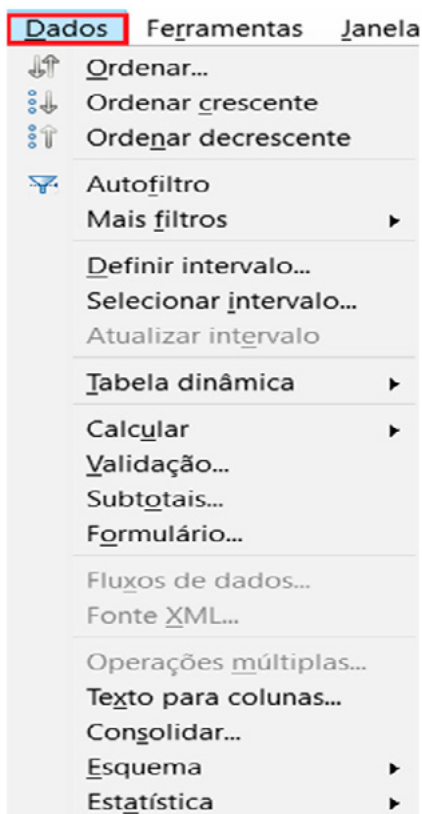 Dados Ferramentas Janela
Ordenar...
Ordenar crescente
Ordenar decrescente
Autofiltro
Mais filtros
Definir intervalo...
Selecionar intervalo...
Atualizar intervalo
Tabela dinâmica
Calcular
Validação...
Subtotais...
Formulário...
Fluxos de dados...
Fonte XML...
Operações múltiplas...
Texto para colunas...
Consolidar...
Esquema
Estatística